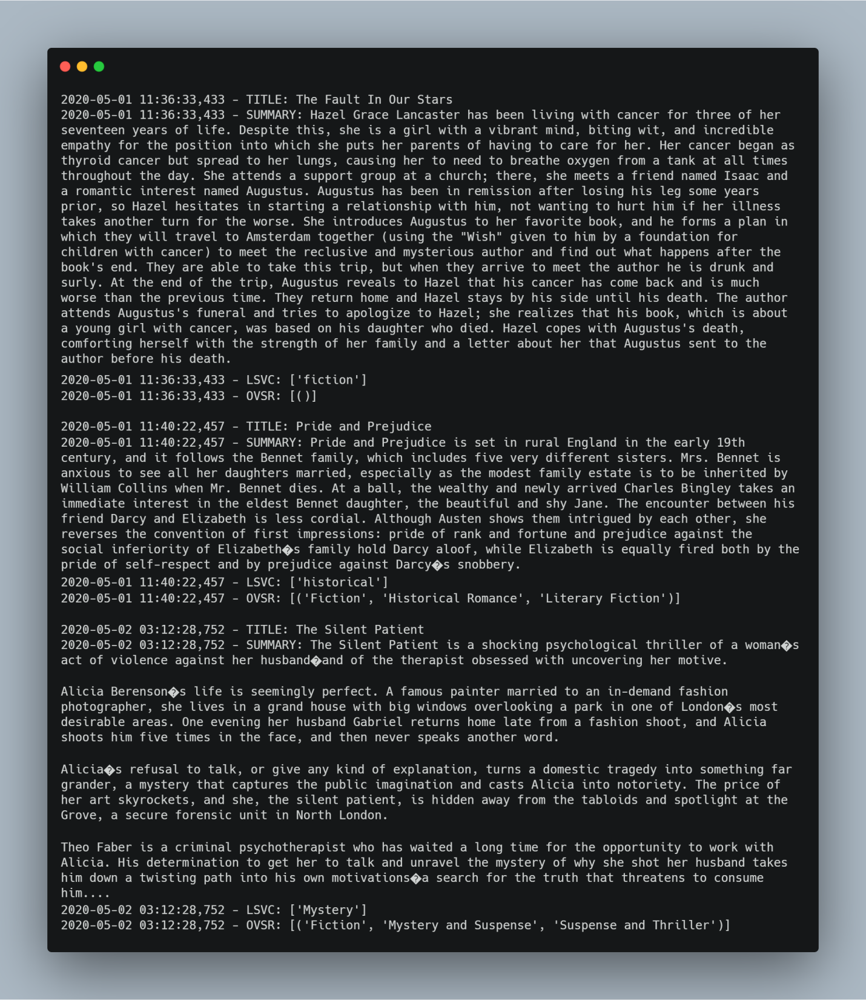 2020-05-01 11:36:33,433 - TITLE: The Fault In Our Stars
2020-05-01 11:36:33,433 - SUMMARY: Hazel Grace Lancaster has been living with cancer for three of her
seventeen years of life. Despite this, she is a girl with a vibrant mind, biting wit, and incredible
empathy for the position into which she puts her parents of having to care for her. Her cancer began as
thyroid cancer but spread to her lungs, causing her to need to breathe oxygen from a tank at all times
throughout the day. She attends a support group at a church; there, she meets a friend named Isaac and
a romantic interest named Augustus. Augustus has been in remission after losing his leg some years
prior, so Hazel hesitates in starting a relationship with him, not wanting to hurt him if her illness
takes another turn for the worse. She introduces Augustus to her favorite book, and he forms a plan in
which they will travel to Amsterdam together (using the "Wish" given to him by a foundation for
children with cancer) to meet the reclusive and mysterious author and find out what happens after the
book's end. They are able to take this trip, but when they arrive to meet the author he is drunk and
surly. At the end of the trip, Augustus reveals to Hazel that his cancer has come back and is much
worse than the previous time. They return home and Hazel stays by his side until his death. The author
attends Augustus's funeral and tries to apologize to Hazel; she realizes that his book, which is about
a young girl with cancer, was based on his daughter who died. Hazel copes with Augustus's death,
comforting herself with the strength of her family and a letter about her that Augustus sent to the
author before his death.
2020-05-01 11:36:33,433 - LSVC: ['fiction']
2020-05-01 11:36:33,433 - OVSR: [()]
2020-05-01 11:40:22,457 - TITLE: Pride and Prejudice
2020-05-01 11:40:22,457 - SUMMARY: Pride and Prejudice is set in rural England in the early 19th
century, and it follows the Bennet family, which includes five very different sisters. Mrs. Bennet is
anxious to see all her daughters married, especially as the modest family estate is to be inherited by
William Collins when Mr. Bennet dies. At a ball, the wealthy and newly arrived Charles Bingley takes an
immediate interest in the eldest Bennet daughter, the beautiful and shy Jane. The encounter between his
friend Darcy and Elizabeth is less cordial. Although Austen shows them intrigued by each other, she
reverses the convention of first impressions: pride of rank and fortune and prejudice against the
social inferiority of Elizabeth�s family hold Darcy aloof, while Elizabeth is equally fired both by the
pride of self-respect and by prejudice against Darcy�s snobbery.
2020-05-01 11:40:22,457 - LSVC: ['historical']
2020-05-01 11:40:22,457 - OVSR: [('Fiction', 'Historical Romance', 'Literary Fiction')]
2020-05-02 03:12:28,752 - TITLE: The Silent Patient
2020-05-02 03:12:28,752 - SUMMARY: The Silent Patient is a shocking psychological thriller of a woman�s
act of violence against her husband�and of the therapist obsessed with uncovering her motive.
Alicia Berenson�s life is seemingly perfect. A famous painter married to an in-demand fashion
photographer, she lives in a grand house with big windows overlooking a park in one of London�s most
desirable areas. One evening her husband Gabriel returns home late from a fashion shoot, and Alicia
shoots him five times in the face, and then never speaks another word.
Alicia�s refusal to talk, or give any kind of explanation, turns a domestic tragedy into something far
grander, a mystery that captures the public imagination and casts Alicia into notoriety. The price of
her art skyrockets, and she, the silent patient, is hidden away from the tabloids and spotlight at the
Grove, a secure forensic unit in North London.
Theo Faber is a criminal psychotherapist who has waited a long time for the opportunity to work with
Alicia. His determination to get her to talk and unravel the mystery of why she shot her husband takes
him down a twisting path into his own motivations�a search for the truth that threatens to consume
him....
2020-05-02 03:12:28,752 - LSVC: ['Mystery']
2020-05-02 03:12:28,752 - OVSR: [('Fiction', 'Mystery and Suspense', 'Suspense and Thriller')]